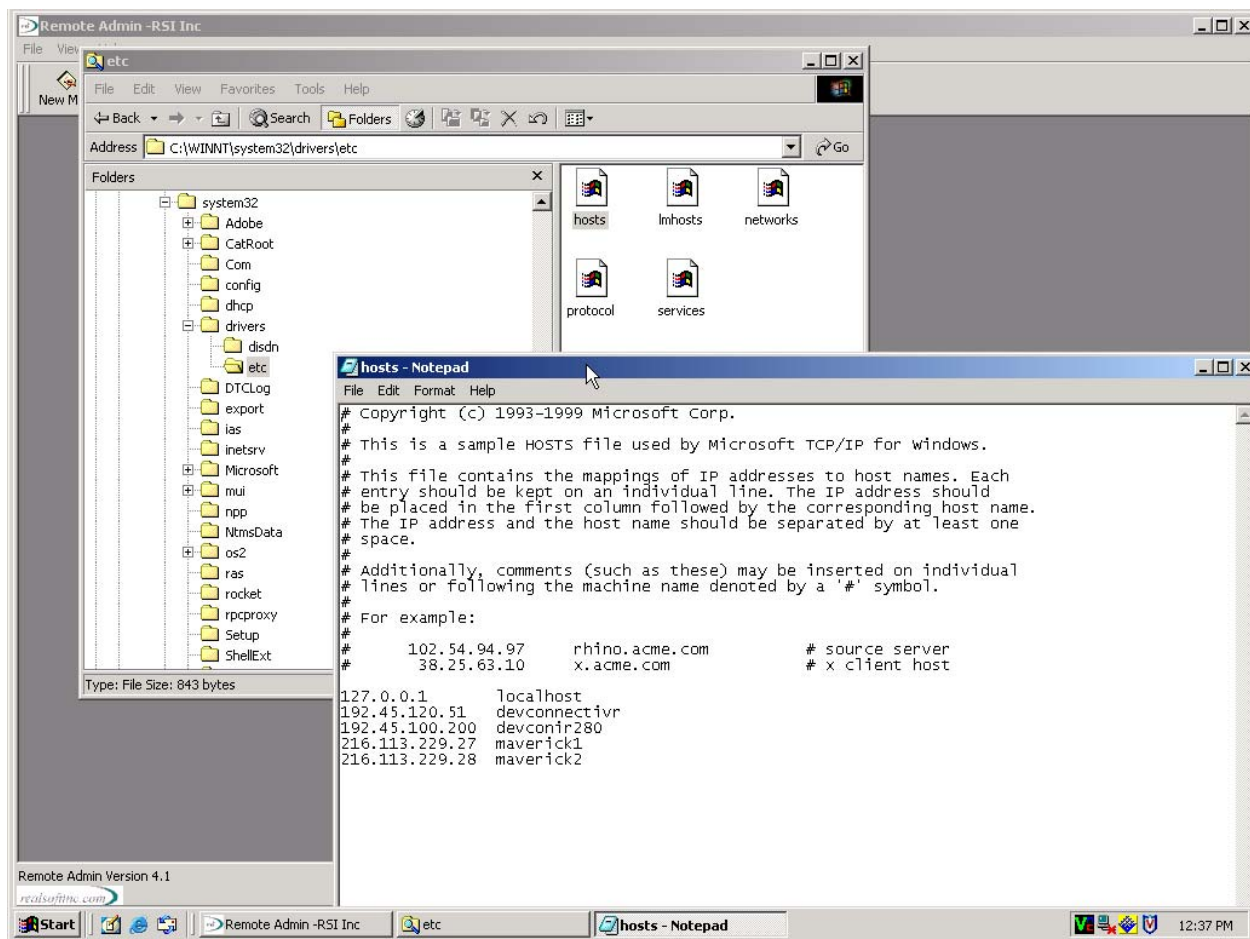 Remote Admin -RSI Inc
File View
New M
etc
File Edit View Favorites Tools Help
Back Search Folders
Address C:\WINNT\system32\drivers\etc Go
Folders
system32
Adobe
CatRoot
Com
config
dhcp
drivers
disdn
etc
DTCLog
export
ias
inetsrv
Microsoft
mui
npp
NtmsData
os2
ras
rocket
rpcproxy
Setup
ShellExt
hosts lmhosts networks
protocol services
Type: File Size: 843 bytes
hosts - Notepad
File Edit Format Help
# Copyright (c) 1993-1999 Microsoft Corp.
#
# This is a sample HOSTS file used by Microsoft TCP/IP for Windows.
#
# This file contains the mappings of IP addresses to host names. Each
# entry should be kept on an individual line. The IP address should
# be placed in the first column followed by the corresponding host name.
# The IP address and the host name should be separated by at least one
# space.
#
# Additionally, comments (such as these) may be inserted on individual
# lines or following the machine name denoted by a '#' symbol.
#
# For example:
#
# 102.54.94.97 rhino.acme.com # source server
# 38.25.63.10 x.acme.com # x client host
127.0.0.1 localhost
192.45.120.51 devconnectivr
192.45.100.200 devconir280
216.113.229.27 maverick1
216.113.229.28 maverick2
Remote Admin Version 4.1
realsoftinc.com
Start Remote Admin -RSI Inc etc hosts - Notepad 12:37 PM